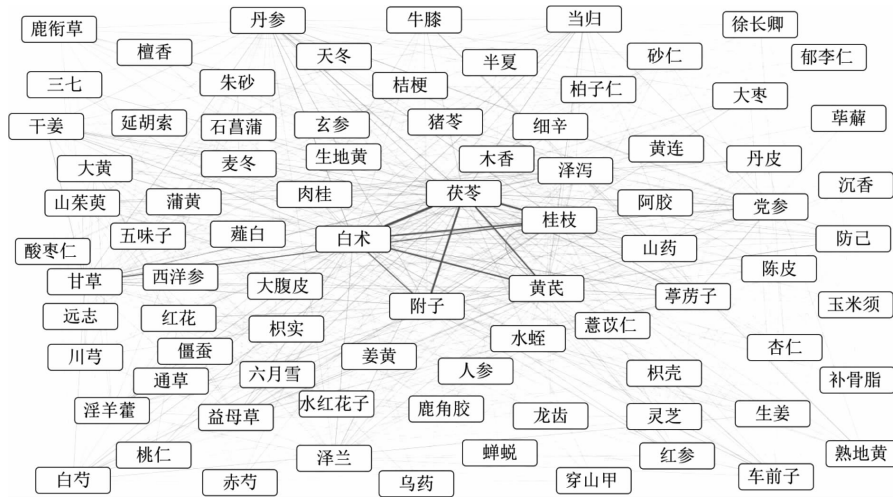 鹿衔草
丹参
牛膝
当归
徐长卿
檀香
天冬
半夏
砂仁
郁李仁
三七
朱砂
桔梗
柏子仁
大枣
干姜
延胡索
石菖蒲
玄参
猪苓
细辛
萆薢
大黄
麦冬
生地黄
木香
泽泻
黄连
丹皮
山茱萸
蒲黄
肉桂
茯苓
阿胶
党参
沉香
酸枣仁
五味子
薤白
白术
桂枝
山药
防己
甘草
西洋参
大腹皮
附子
黄芪
葶苈子
陈皮
远志
红花
枳实
水蛭
薏苡仁
玉米须
川芎
僵蚕
姜黄
杏仁
通草
六月雪
人参
枳壳
补骨脂
淫羊藿
益母草
水红花子
鹿角胶
龙齿
灵芝
生姜
桃仁
泽兰
蝉蜕
红参
熟地黄
白芍
赤芍
乌药
穿山甲
车前子